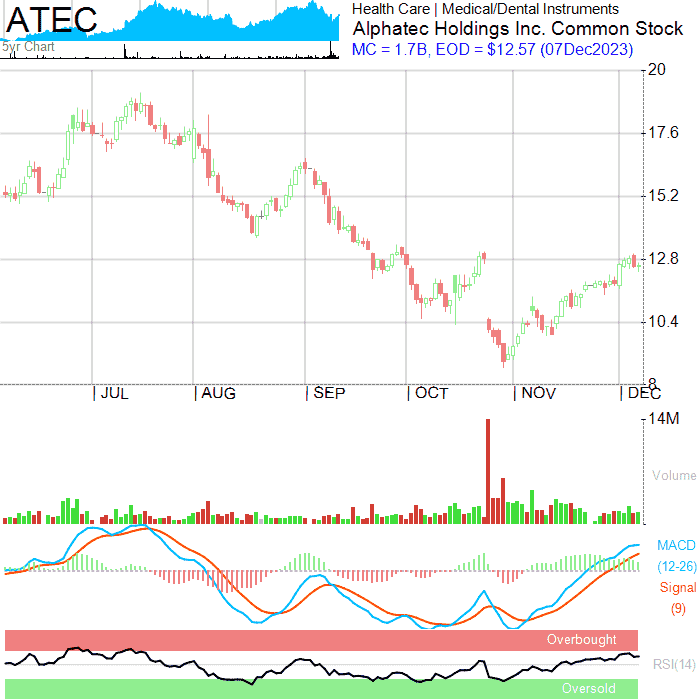 ATEC
5yr Chart
Health Care | Medical/Dental Instruments
Alphatec Holdings Inc. Common Stock
MC = 1.7B, EOD = $12.57 (07Dec2023)
20
17.6
15.2
12.8
10.4
8
| JUL | AUG | SEP | OCT | NOV | DEC
14M
Volume
MACD
(12-26)
Signal
(9)
Overbought
RSI(14)
Oversold